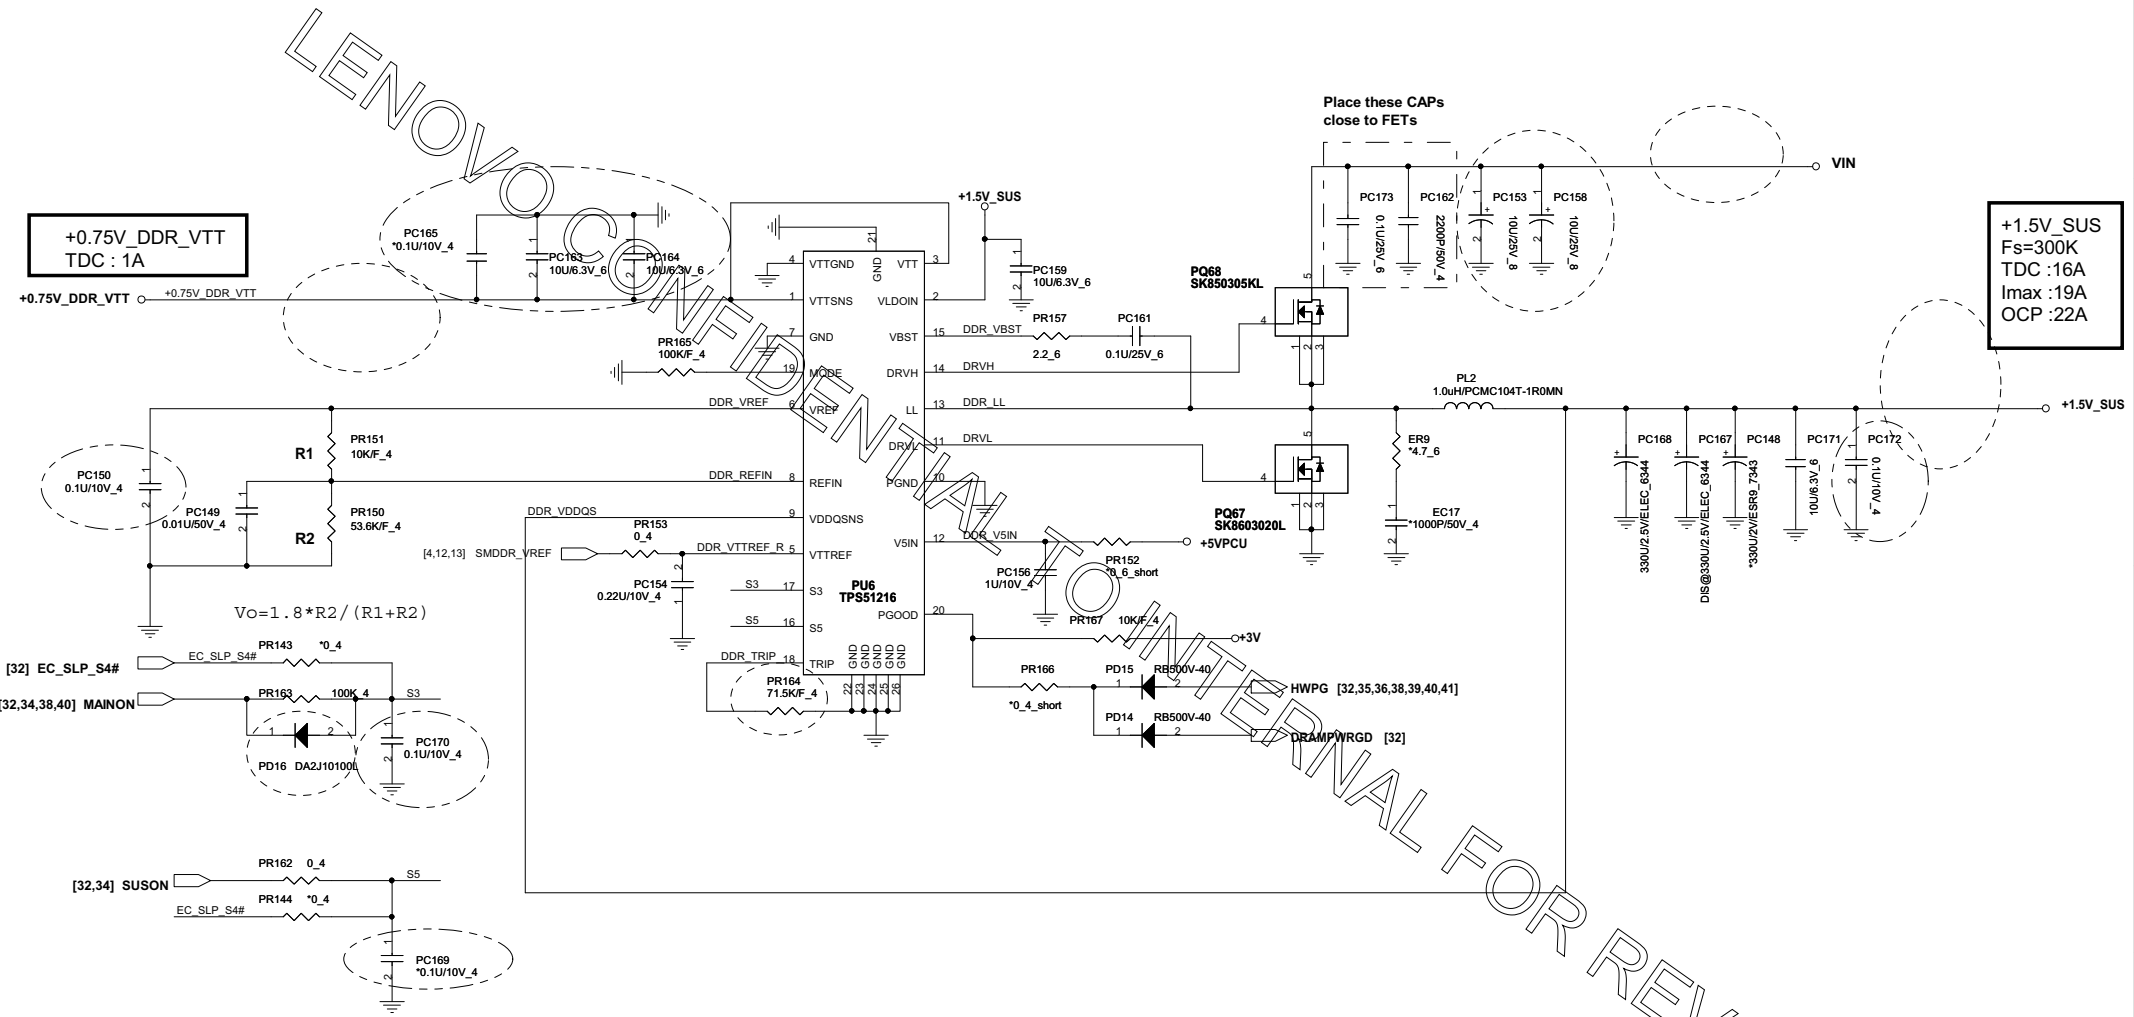 LENOVO CONFIDENTIAL TO INITERNAL FOR REV
Place these CAPs
close to FETs
VIN
PC173
0.1U/25V_6
PC162
2200P/50V_4
PC153
10U/25V_8
PC158
10U/25V_8
+1.5V_SUS
Fs=300K
TDC :16A
Imax :19A
OCP :22A
+0.75V_DDR_VTT
TDC : 1A
+0.75V_DDR_VTT
+0.75V_DDR_VTT
PC165
*0.1U/10V_4
PC163
10U/6.3V_6
PC164
10U/6.3V_6
+1.5V_SUS
PC159
10U/6.3V_6
PR165
100K/F_4
PR157
2.2_6
PC161
0.1U/25V_6
PQ68
SK850305KL
PQ67
SK8603020L
PL2
1.0uH/PCMC104T-1R0MN
+1.5V_SUS
ER9
*4.7_6
EC17
*1000P/50V_4
PC168
330U/2.5V/ELEC_6344
PC167
DIS@330U/2.5V/ELEC_6344
PC148
*330U/2V/ESR9_7343
PC171
10U/6.3V_6
PC172
0.1U/10V_4
4 VTTGND
1 VTTSNS
7 GND
19 MODE
DDR_VREF 6 VREF
DDR_REFIN 8 REFIN
DDR_VDDQS 9 VDDQSNS
DDR_VTTREF_R 5 VTTREF
S3 17 S3
S5 16 S5
DDR_TRIP 18 TRIP
21 GND
VTT 3
VLDOIN 2
VBST 15 DDR_VBST
DRVH 14 DRVH
LL 13 DDR_LL
DRVL 11 DRVL
PGND 10
V5IN 12 DDR_V5IN
PGOOD 20
GND GND GND GND GND
22 23 24 25 26
PU6
TPS51216
R1
PR151
10K/F_4
R2
PR150
53.6K/F_4
PC150
0.1U/10V_4
PC149
0.01U/50V_4
PR153
0_4
[4,12,13] SMDDR_VREF
PC154
0.22U/10V_4
PC156
1U/10V_4
PR152
*0_6_short
+5VPCU
PR167 10K/F_4
+3V
PR166
*0_4_short
PD15 RB500V-40
HWPG [32,35,36,38,39,40,41]
PD14 RB500V-40
DRAMPWRGD [32]
PR164
71.5K/F_4
Vo=1.8*R2/(R1+R2)
[32] EC_SLP_S4#
EC_SLP_S4#
PR143 *0_4
[32,34,38,40] MAINON
PR163 100K_4
S3
PD16 DA2J10100L
PC170
0.1U/10V_4
[32,34] SUSON
PR162 0_4
S5
EC_SLP_S4#
PR144 *0_4
PC169
*0.1U/10V_4